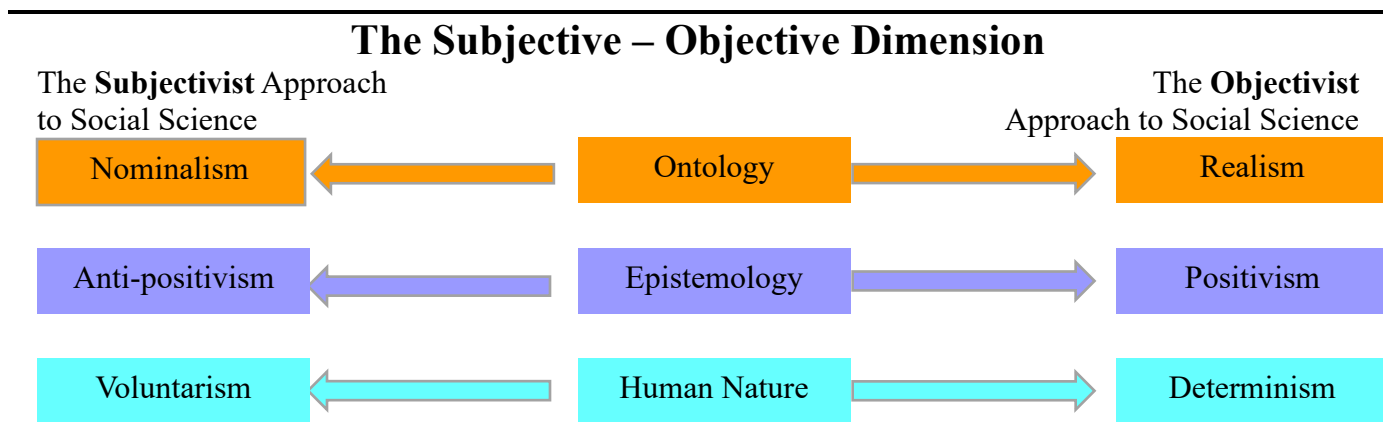 The Subjective – Objective Dimension
The Subjectivist Approach
to Social Science
The Objectivist
Approach to Social Science
Nominalism
Ontology
Realism
Anti-positivism
Epistemology
Positivism
Voluntarism
Human Nature
Determinism